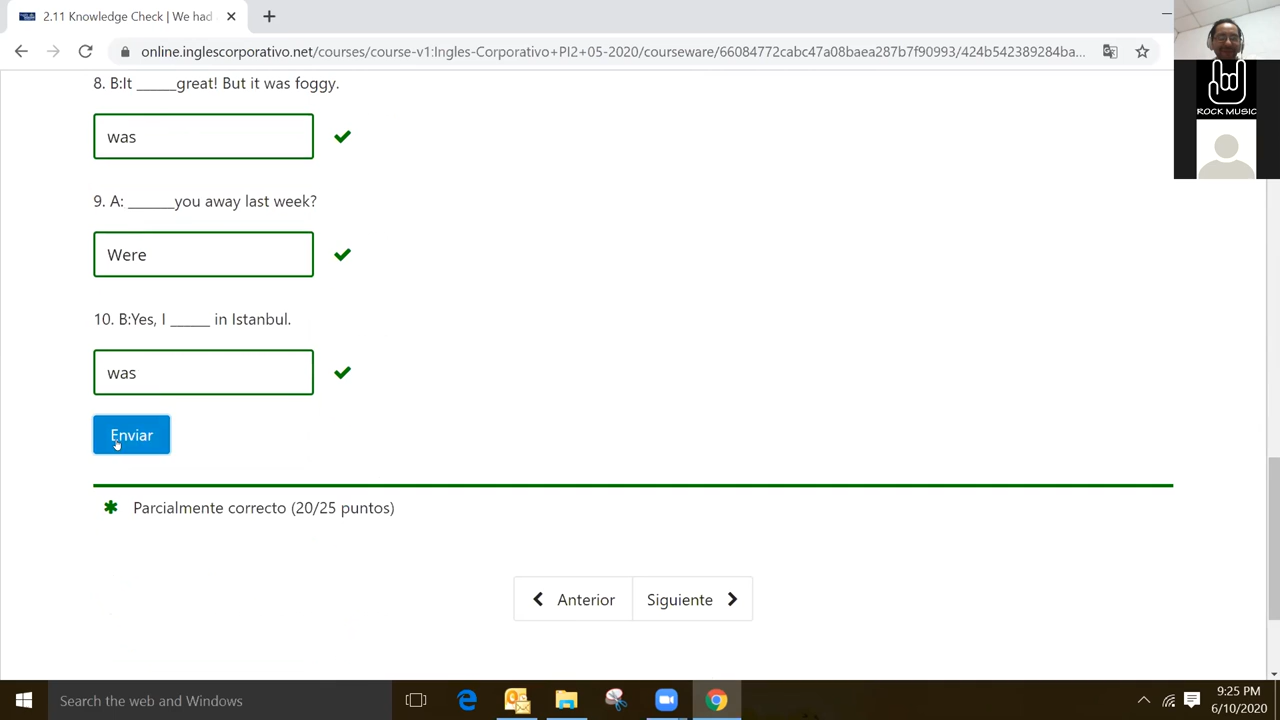 2.11 Knowledge Check | We had
online.inglescorporativo.net/courses/course-v1:Ingles-Corporativo+PI2+05-2020/courseware/66084772cabc47a08baea287b7f90993/424b542389284ba...
8. B:It _____great! But it was foggy.
was
9. A: ______you away last week?
Were
10. B:Yes, I _____ in Istanbul.
was
Enviar
Parcialmente correcto (20/25 puntos)
Anterior
Siguiente
ROCK MUSIC
Search the web and Windows
9:25 PM
6/10/2020